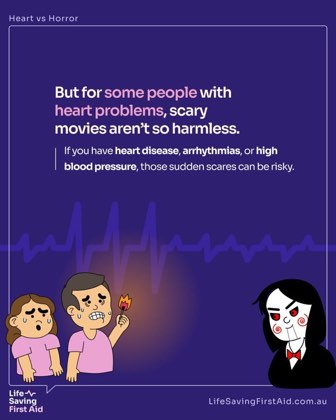 Heart vs Horror
But for some people with
heart problems, scary
movies aren't so harmless.
If you have heart disease, arrhythmias, or high
blood pressure, those sudden scares can be risky.
Life
Saving
First Aid
LifeSavingFirstAid.com.au